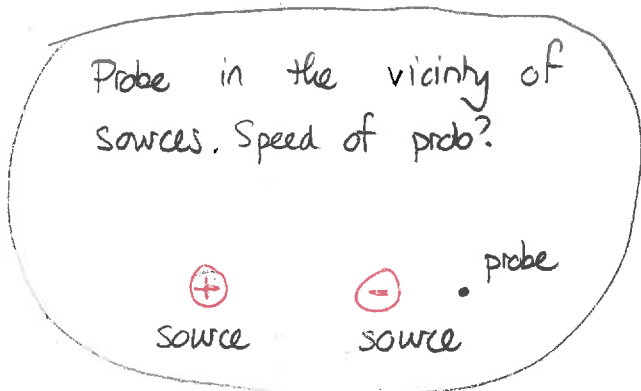 Probe in the vicinity of
sources. Speed of prob?
+
-
probe
source
source